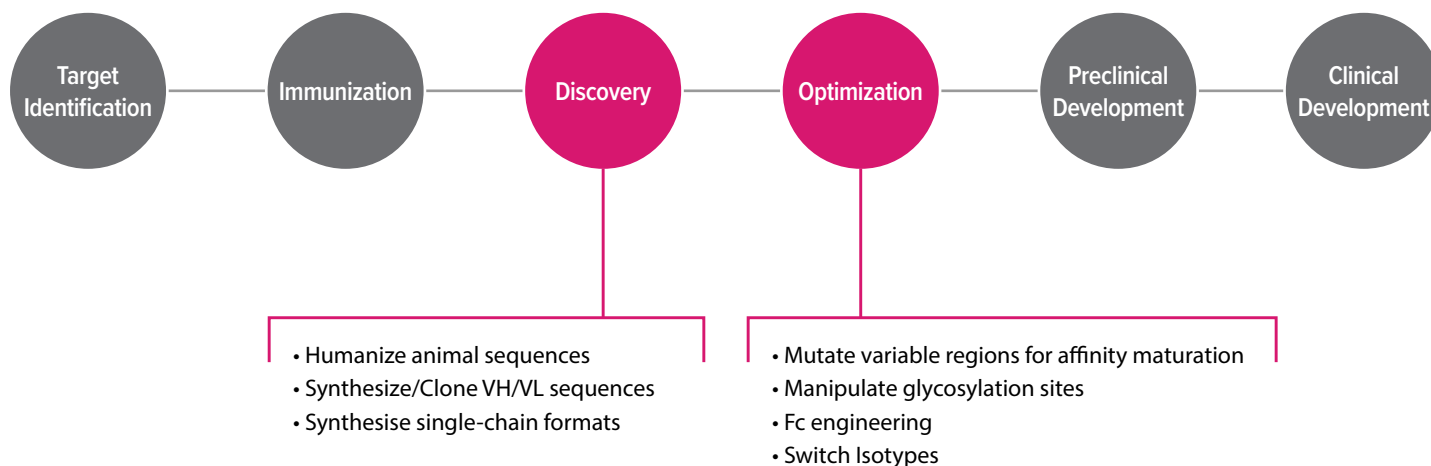 Target
Identification
Immunization
Discovery
Optimization
Preclinical
Development
Clinical
Development
• Humanize animal sequences
• Synthesize/Clone VH/VL sequences
• Synthesise single-chain formats
• Mutate variable regions for affinity maturation
• Manipulate glycosylation sites
• Fc engineering
• Switch Isotypes